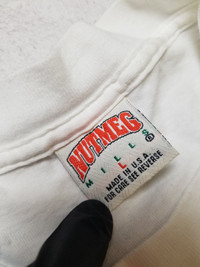 NUTMEG
MILLS
L
MADE IN U.S.A.
FOR CARE SEE REVERSE